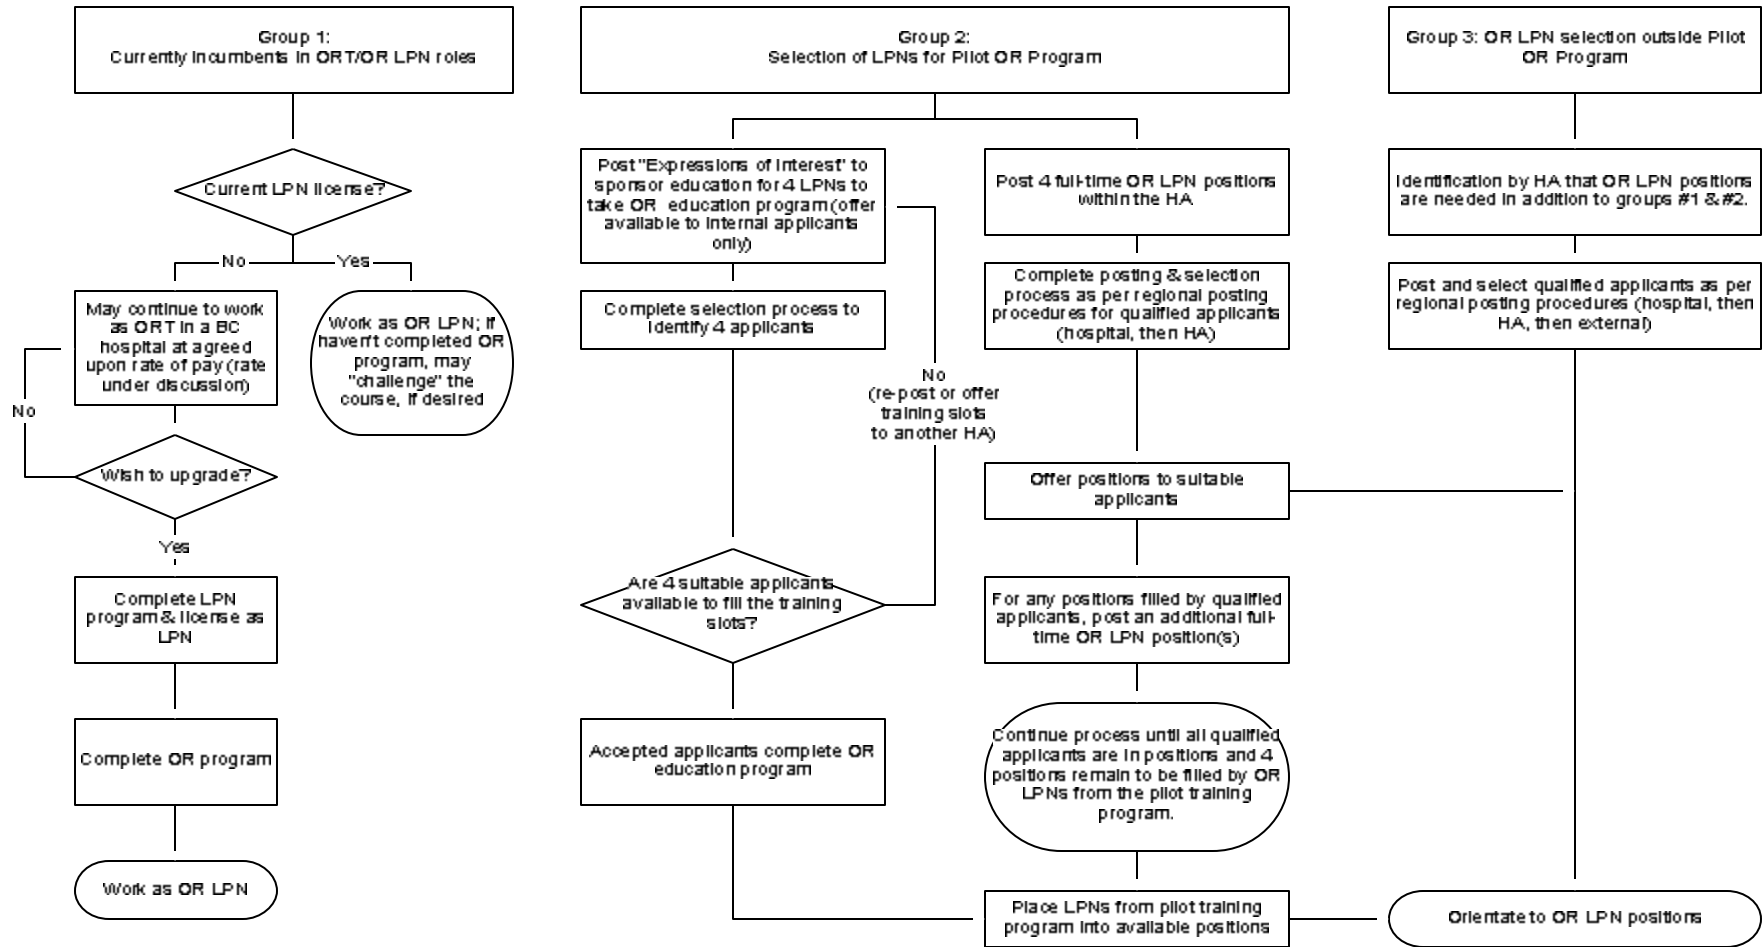 Group 1:
Currently incumbents in ORT/OR LPN roles
Current LPN license?
No
Yes
May continue to work
as ORT in a BC
hospital at agreed
upon rate of pay (rate
under discussion)
Work as OR LPN; if
haven't completed OR
program, may
"challenge" the
course, if desired
No
Wish to upgrade?
Yes
Complete LPN
program & license as
LPN
Complete OR program
Work as OR LPN
Group 2:
Selection of LPNs for Pilot OR Program
Post "Expressions of Interest" to
sponsor education for 4 LPNs to
take OR education program (offer
available to internal applicants
only)
Complete selection process to
identify 4 applicants
No
(re-post or offer
training slots
to another HA)
Are 4 suitable applicants
available to fill the training
slots?
Accepted applicants complete OR
education program
Post 4 full-time OR LPN positions
within the HA
Complete posting & selection
process as per regional posting
procedures for qualified applicants
(hospital, then HA)
Offer positions to suitable
applicants
For any positions filled by qualified
applicants, post an additional full-
time OR LPN position(s)
Continue process until all qualified
applicants are in positions and 4
positions remain to be filled by OR
LPNs from the pilot training
program.
Place LPNs from pilot training
program into available positions
Group 3: OR LPN selection outside Pilot
OR Program
Identification by HA that OR LPN positions
are needed in addition to groups #1 & #2.
Post and select qualified applicants as per
regional posting procedures (hospital, then
HA, then external)
Orientate to OR LPN positions